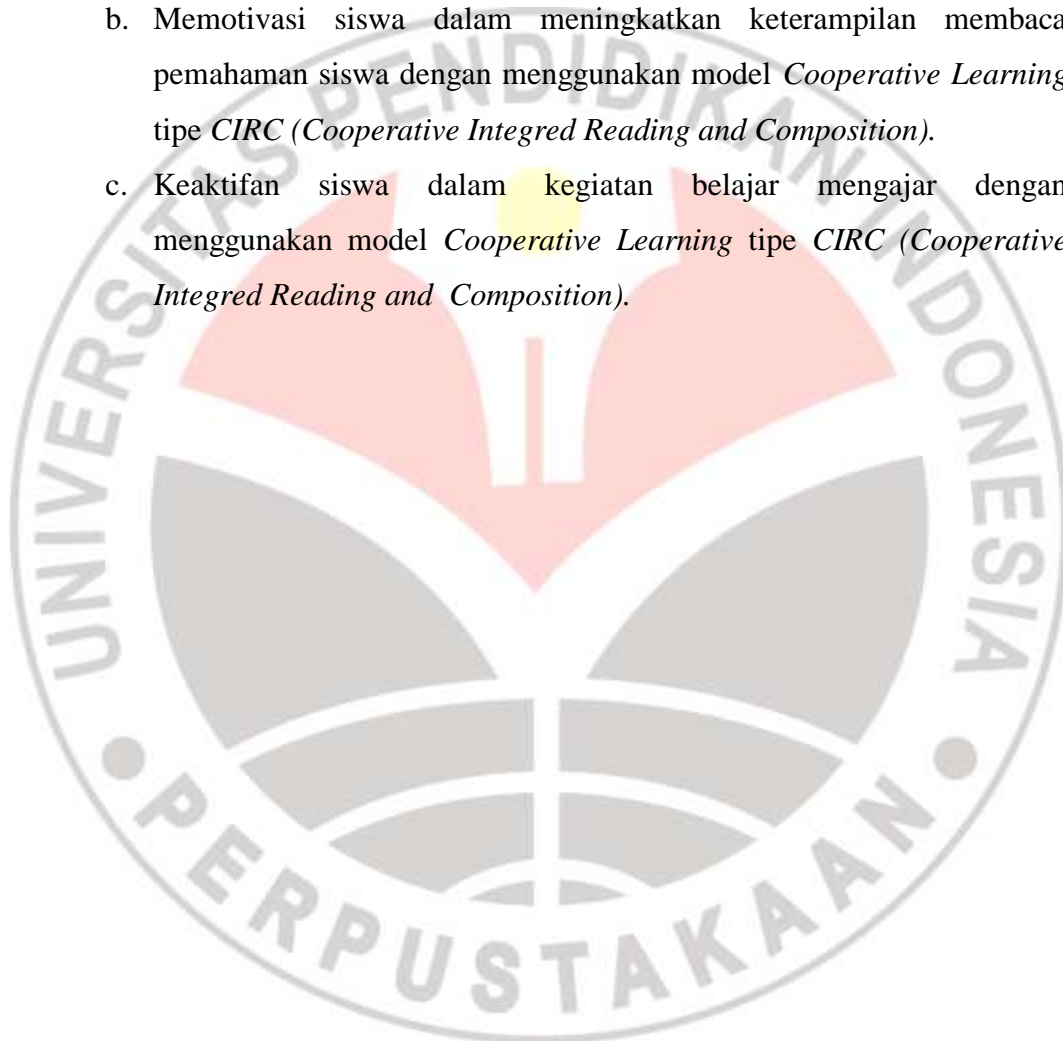 b. Memotivasi siswa dalam meningkatkan keterampilan membaca
pemahaman siswa dengan menggunakan model Cooperative Learning
tipe CIRC (Cooperative Integred Reading and Composition).
c. Keaktifan siswa dalam kegiatan belajar mengajar dengan
menggunakan model Cooperative Learning tipe CIRC (Cooperative
Integred Reading and Composition).
UNIVERSITAS PENDIDIKAN INDONESIA
PERPUSTAKAAN